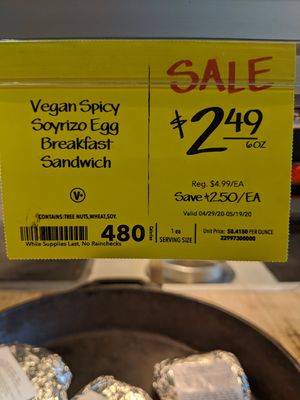 Vegan Spicy
Soyrizo Egg
Breakfast
Sandwich
V+
CONTAINS: TREE NUTS, WHEAT, SOY.
While Supplies Last, No Rainchecks
480 Calories
SALE
$2.49
6OZ
Reg. $4.99/EA
Save $2.50/EA
Valid 04/29/20-05/19/20
1 ea
SERVING SIZE
Unit Price: $0.4150 PER OUNCE
22997300000